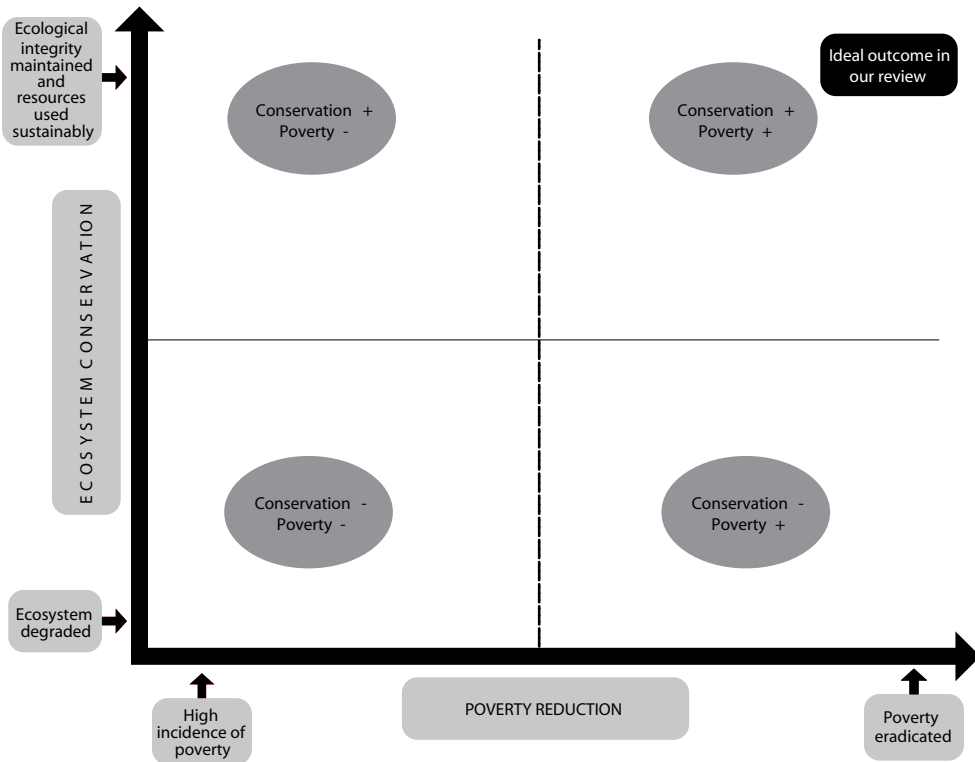 Ecological
integrity
maintained
and
resources
used
sustainably
Conservation +
Poverty -
Conservation +
Poverty +
Ideal outcome in
our review
ECOSYSTEM CONSERVATION
Conservation -
Poverty -
Conservation -
Poverty +
Ecosystem
degraded
High
incidence of
poverty
POVERTY REDUCTION
Poverty
eradicated